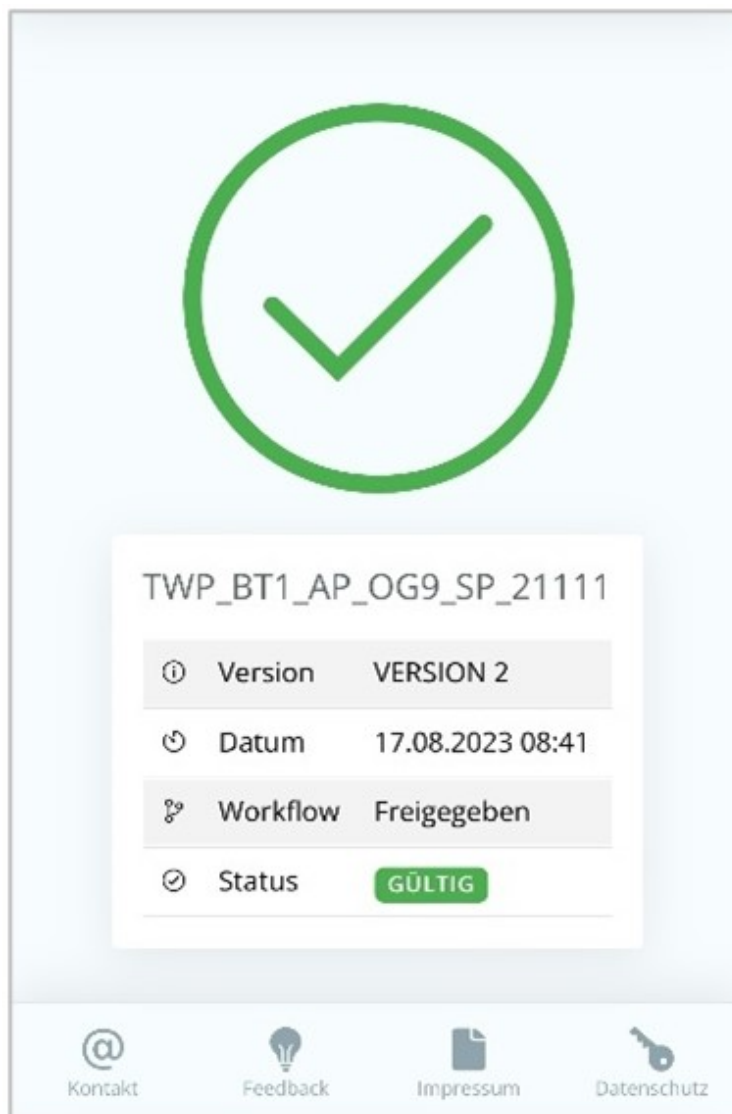 TWP_BT1_AP_OG9_SP_21111
Version VERSION 2
Datum 17.08.2023 08:41
Workflow Freigegeben
Status GÜLTIG
Kontakt Feedback Impressum Datenschutz